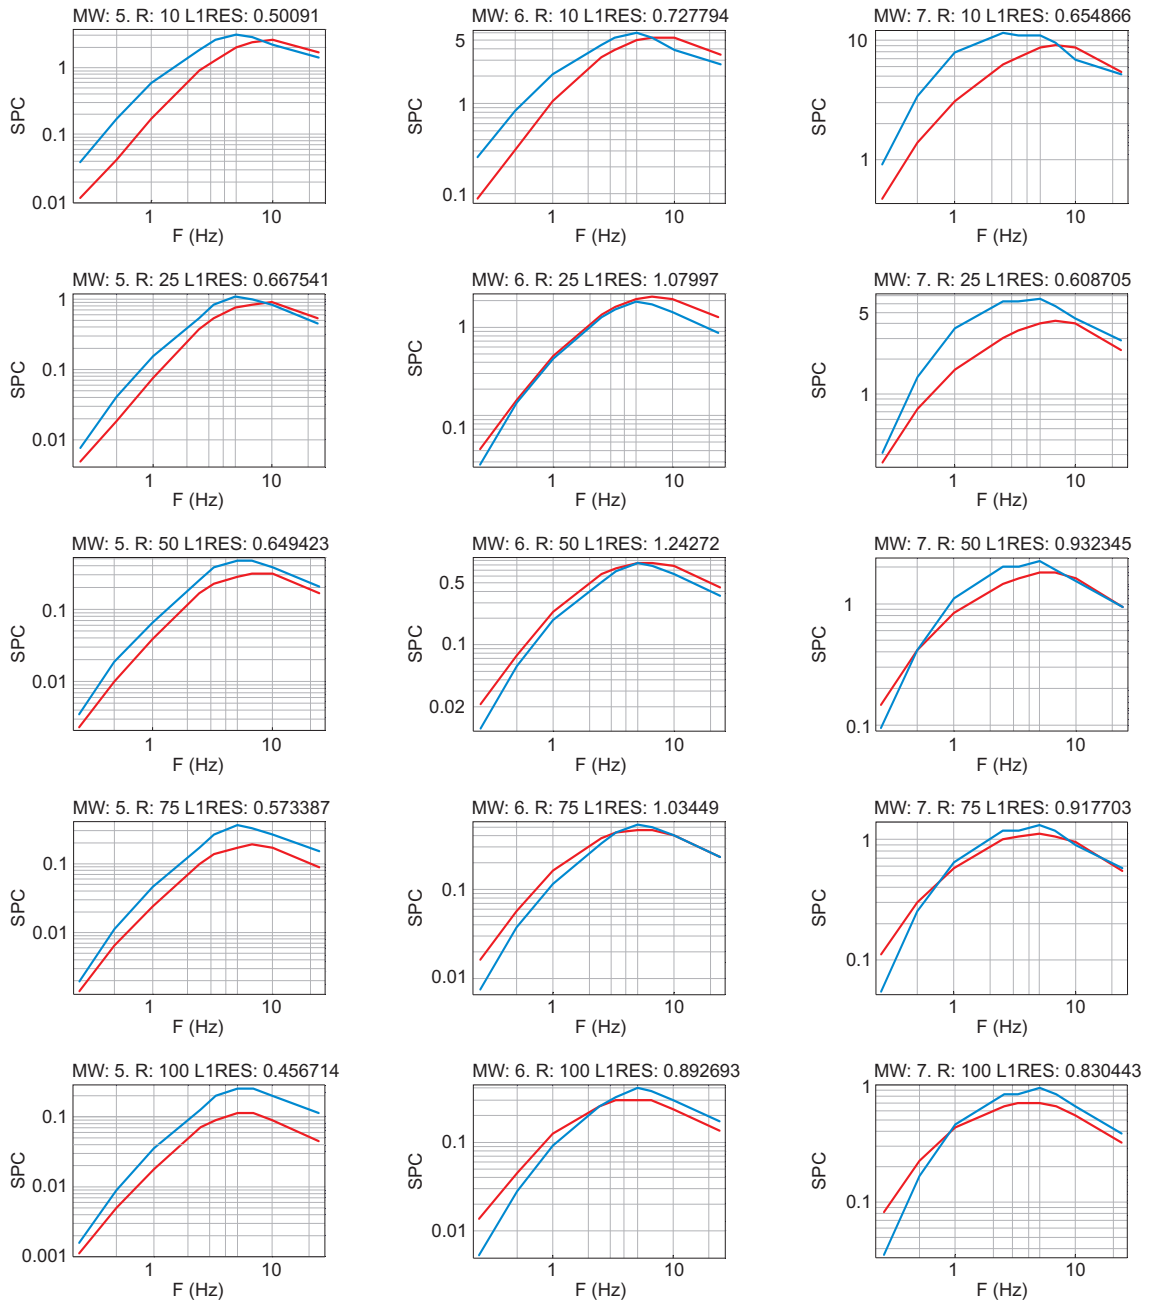 MW: 5. R: 10 L1RES: 0.50091
SPC
1
0.1
0.01
1
10
F (Hz)
MW: 6. R: 10 L1RES: 0.727794
SPC
5
1
0.1
1
10
F (Hz)
MW: 7. R: 10 L1RES: 0.654866
SPC
10
1
1
10
F (Hz)
MW: 5. R: 25 L1RES: 0.667541
SPC
1
0.1
0.01
1
10
F (Hz)
MW: 6. R: 25 L1RES: 1.07997
SPC
1
0.1
1
10
F (Hz)
MW: 7. R: 25 L1RES: 0.608705
SPC
5
1
1
10
F (Hz)
MW: 5. R: 50 L1RES: 0.649423
SPC
0.1
0.01
1
10
F (Hz)
MW: 6. R: 50 L1RES: 1.24272
SPC
0.5
0.1
0.02
1
10
F (Hz)
MW: 7. R: 50 L1RES: 0.932345
SPC
1
0.1
1
10
F (Hz)
MW: 5. R: 75 L1RES: 0.573387
SPC
0.1
0.01
1
10
F (Hz)
MW: 6. R: 75 L1RES: 1.03449
SPC
0.1
0.01
1
10
F (Hz)
MW: 7. R: 75 L1RES: 0.917703
SPC
1
0.1
1
10
F (Hz)
MW: 5. R: 100 L1RES: 0.456714
SPC
0.1
0.01
0.001
1
10
F (Hz)
MW: 6. R: 100 L1RES: 0.892693
SPC
0.1
0.01
1
10
F (Hz)
MW: 7. R: 100 L1RES: 0.830443
SPC
1
0.1
1
10
F (Hz)